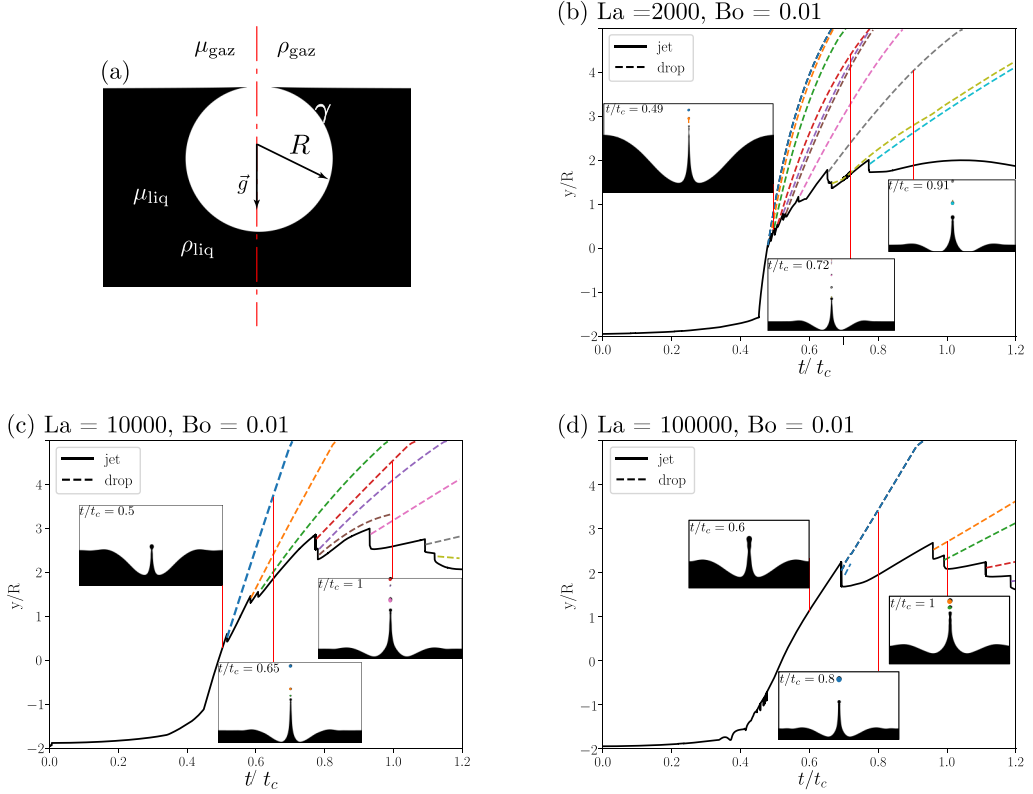 (a)
μgaz ρgaz
γ
R
g⃗
μliq
ρliq
(b) La =2000, Bo = 0.01
jet
drop
t/tc = 0.49
t/tc = 0.91
t/tc = 0.72
y/R
4
3
2
1
0
−1
−2
0.0 0.2 0.4 0.6 0.8 1.0 1.2
t/ tc
(c) La = 10000, Bo = 0.01
jet
drop
t/tc = 0.5
t/tc = 1
t/tc = 0.65
y/R
4
3
2
1
0
−1
−2
0.0 0.2 0.4 0.6 0.8 1.0 1.2
t/ tc
(d) La = 100000, Bo = 0.01
jet
drop
t/tc = 0.6
t/tc = 1
t/tc = 0.8
y/R
4
3
2
1
0
−1
−2
0.0 0.2 0.4 0.6 0.8 1.0 1.2
t/tc